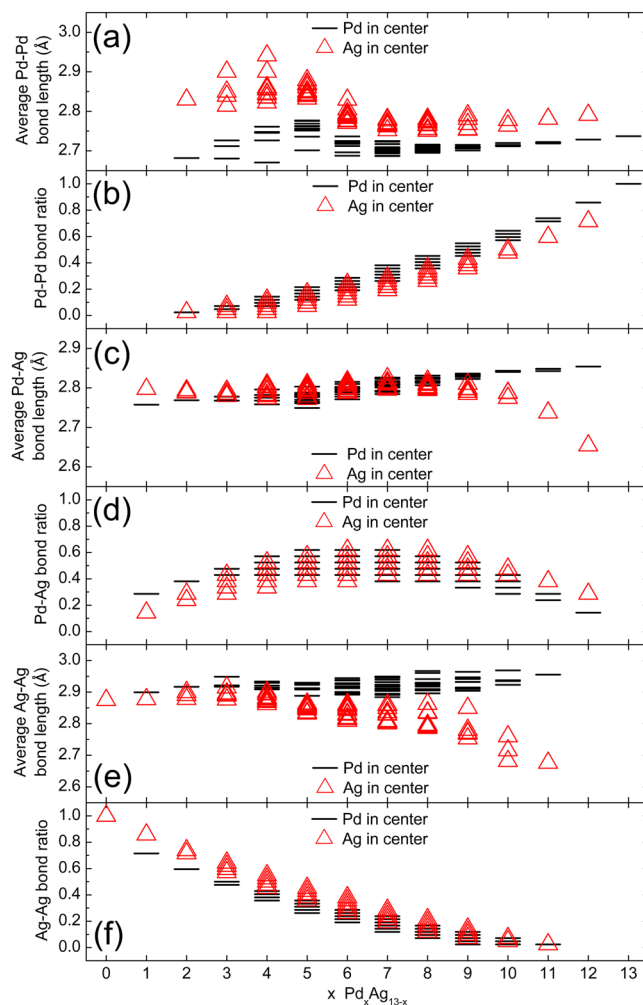 (a)
Pd in center
Ag in center
Average Pd-Pd
bond length (Å)
3.0
2.9
2.8
2.7
(b)
Pd in center
Ag in center
Pd-Pd bond ratio
1.0
0.8
0.6
0.4
0.2
0.0
(c)
Pd in center
Ag in center
Average Pd-Ag
bond length (Å)
2.9
2.8
2.7
2.6
(d)
Pd in center
Ag in center
Pd-Ag bond ratio
1.0
0.8
0.6
0.4
0.2
0.0
(e)
Pd in center
Ag in center
Average Ag-Ag
bond length (Å)
3.0
2.9
2.8
2.7
2.6
(f)
Pd in center
Ag in center
Ag-Ag bond ratio
1.0
0.8
0.6
0.4
0.2
0.0
0 1 2 3 4 5 6 7 8 9 10 11 12 13
x PdₓAg₁₃₋ₓ